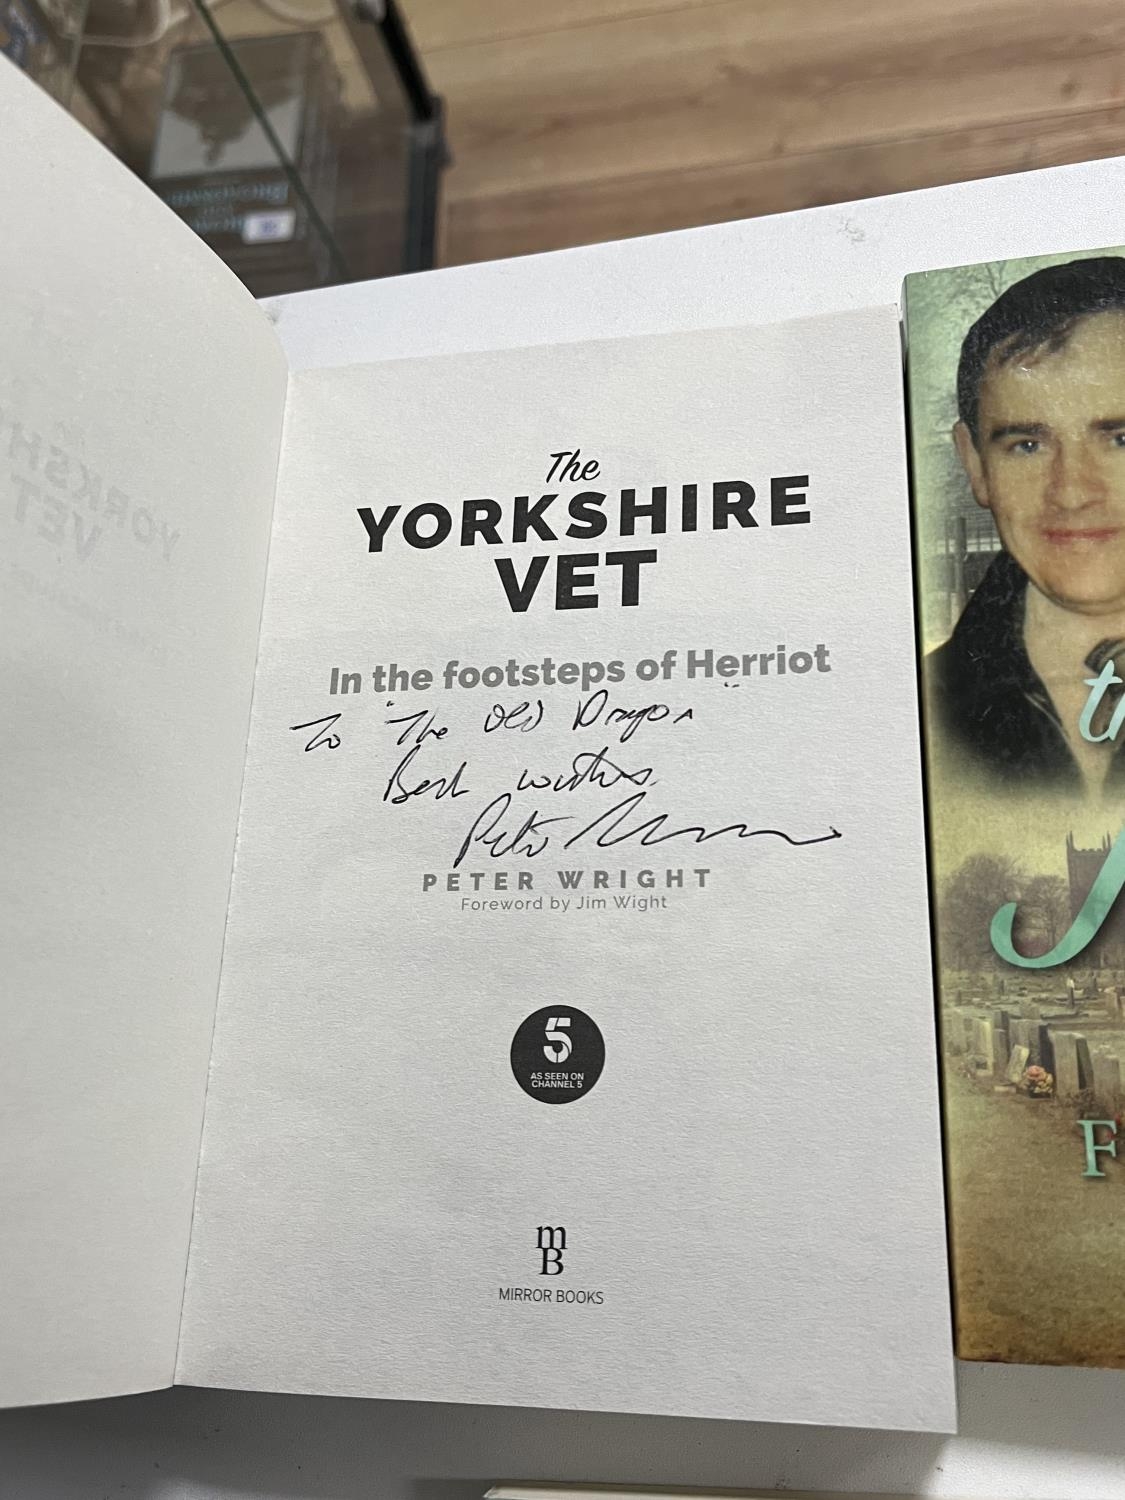 The
YORKSHIRE
VET
In the footsteps of Herriot
To "The Old Dragon"
Best wishes.
Peter
PETER WRIGHT
Foreword by Jim Wight
5
AS SEEN ON
CHANNEL 5
mB
MIRROR BOOKS
F